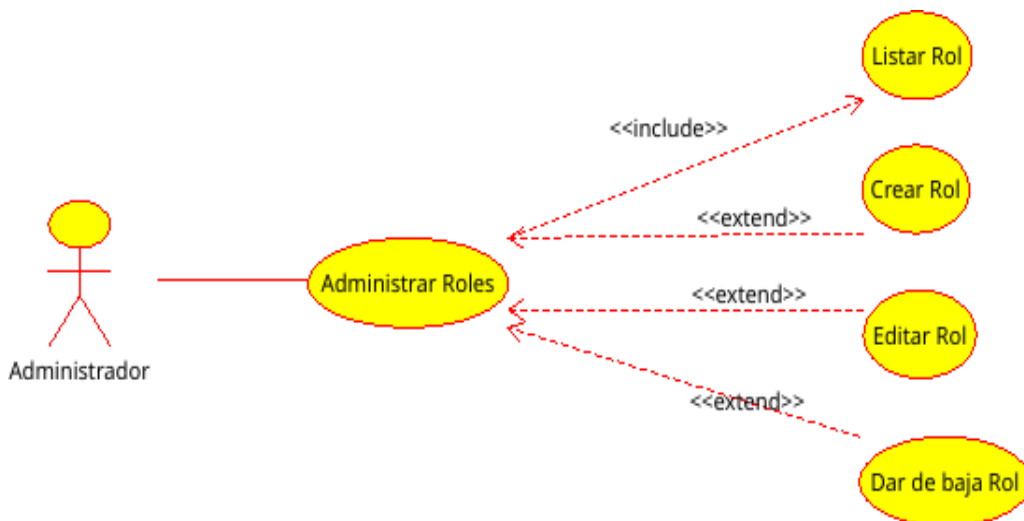 Listar Rol
<<include>>
Crear Rol
<<extend>>
Administrar Roles
<<extend>>
Editar Rol
Administrador
<<extend>>
Dar de baja Rol